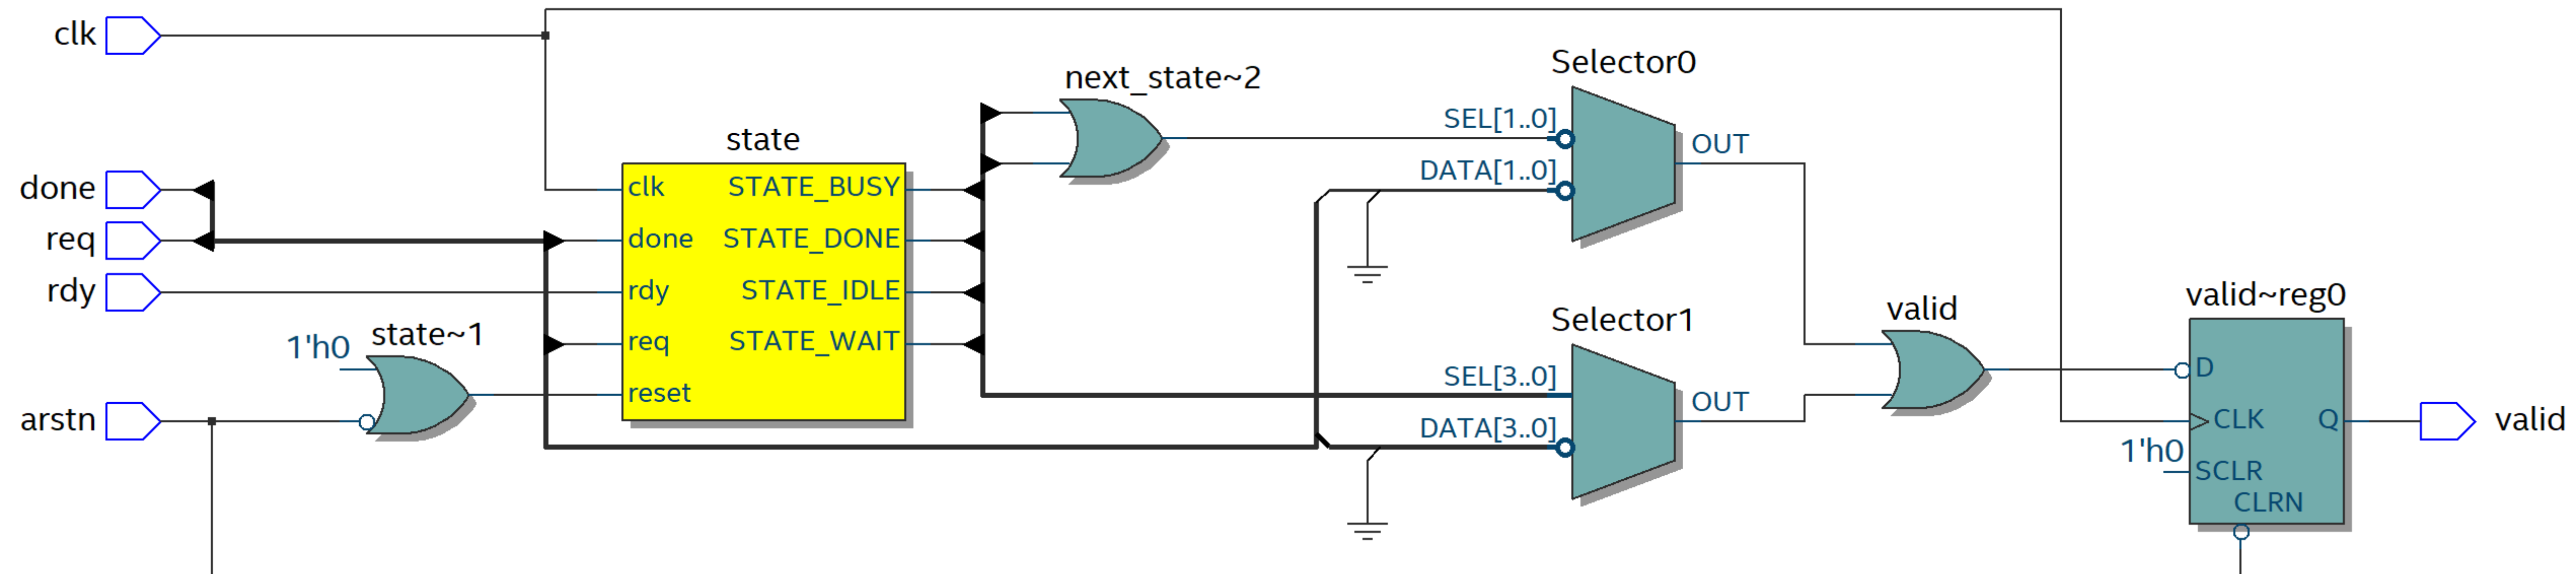 clk
done
req
rdy
arstn
1'h0
state~1
state
clk
done
rdy
req
reset
STATE_BUSY
STATE_DONE
STATE_IDLE
STATE_WAIT
next_state~2
Selector0
SEL[1..0]
DATA[1..0]
OUT
Selector1
SEL[3..0]
DATA[3..0]
OUT
valid
valid~reg0
D
CLK
1'h0
SCLR
CLRN
Q
valid